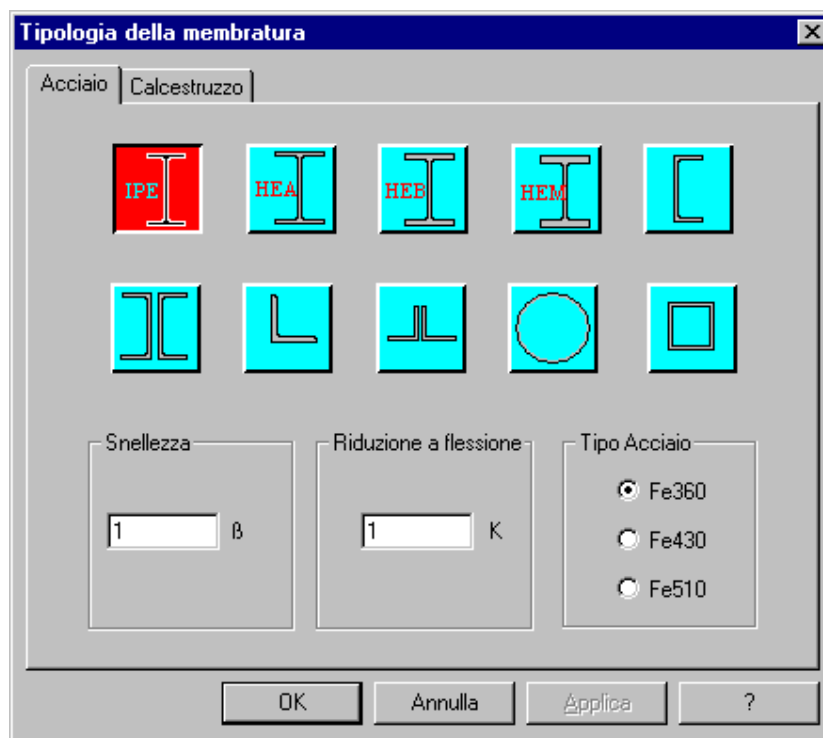 Tipologia della membratura
Acciaio Calcestruzzo
IPE HEA HEB HEM
Snellezza Riduzione a flessione Tipo Acciaio
Fe360
1 ß 1 K Fe430
Fe510
OK Annulla Applica ?